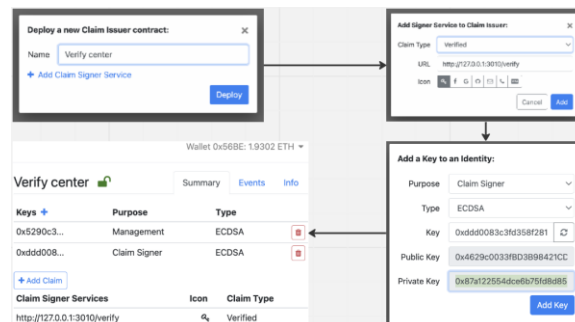 Deploy a new Claim Issuer contract: ×
Name Verify center
+ Add Claim Signer Service
Deploy
Add Signer Service to Claim Issuer: ×
Claim Type Verified
URL http://127.0.0.1:3010/verify
Icon
Cancel Add
Wallet 0x56BE: 1.9302 ETH
Verify center Summary Events Info
Keys + Purpose Type
0x5290c3... Management ECDSA
0xddd008... Claim Signer ECDSA
+ Add Claim
Claim Signer Services Icon Claim Type
http://127.0.0.1:3010/verify Verified
Add a Key to an Identity:
Purpose Claim Signer
Type ECDSA
Key 0xddd0083c3fd358f281
Public Key 0x4629c0033fBD3B98421CC
Private Key 0x87a122554dce6b75fd8d85
Add Key